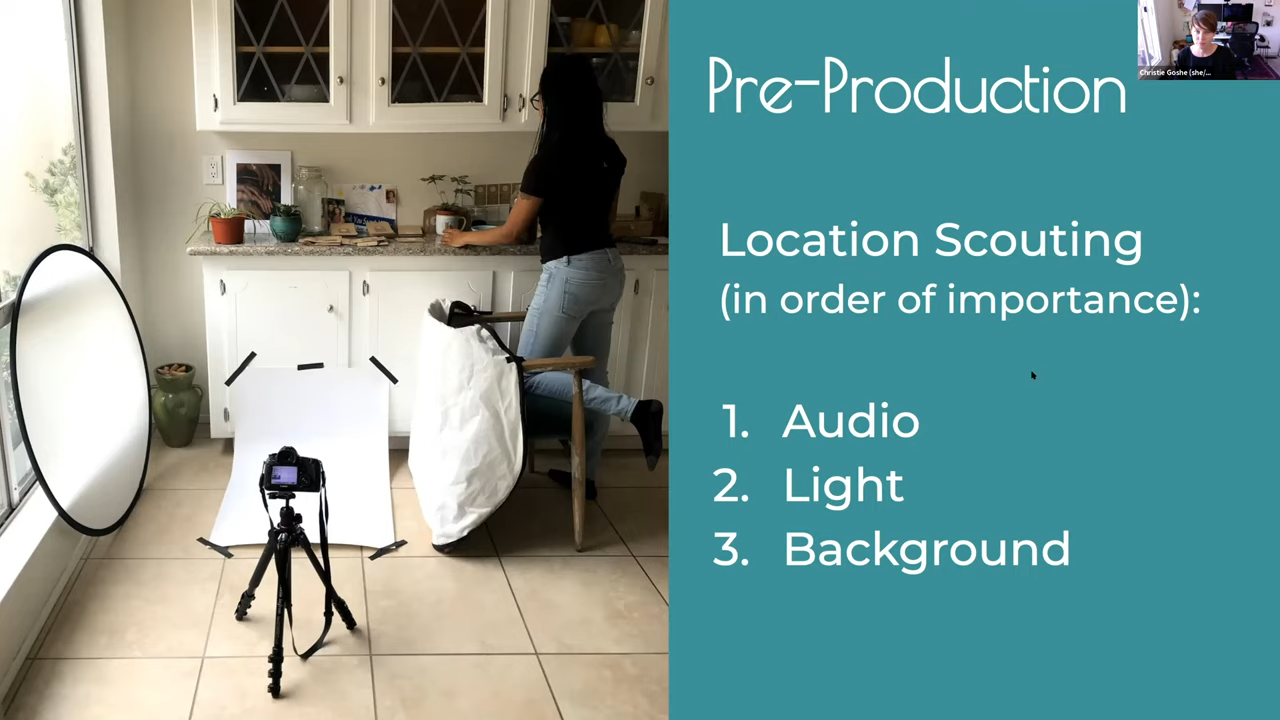 Pre-Production
Christie Goshe (she/...
Location Scouting
(in order of importance):
1. Audio
2. Light
3. Background